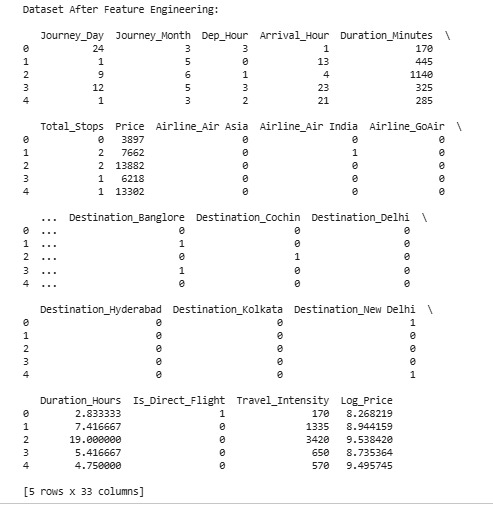 Dataset After Feature Engineering:
Journey_Day Journey_Month Dep_Hour Arrival_Hour Duration_Minutes \
0 24 3 3 1 170
1 1 5 0 13 445
2 9 6 1 4 1140
3 12 5 3 23 325
4 1 3 2 21 285
Total_Stops Price Airline_Air Asia Airline_Air India Airline_GoAir \
0 0 3897 0 0 0
1 2 7662 0 1 0
2 2 13882 0 0 0
3 1 6218 0 0 0
4 1 13302 0 0 0
... Destination_Banglore Destination_Cochin Destination_Delhi \
0 ... 0 0 0
1 ... 1 0 0
2 ... 0 1 0
3 ... 1 0 0
4 ... 0 0 0
Destination_Hyderabad Destination_Kolkata Destination_New Delhi \
0 0 0 1
1 0 0 0
2 0 0 0
3 0 0 0
4 0 0 1
Duration_Hours Is_Direct_Flight Travel_Intensity Log_Price
0 2.833333 1 170 8.268219
1 7.416667 0 1335 8.944159
2 19.000000 0 3420 9.538420
3 5.416667 0 650 8.735364
4 4.750000 0 570 9.495745
[5 rows x 33 columns]